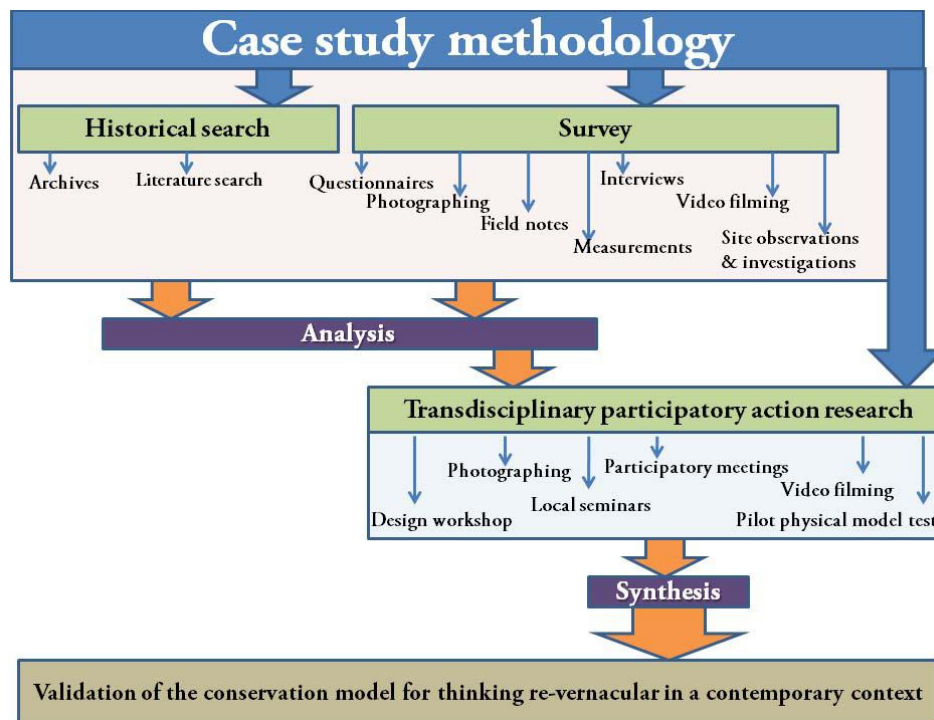 Case study methodology
Historical search
Survey
Archives
Literature search
Questionnaires
Photographing
Field notes
Measurements
Interviews
Video filming
Site observations
& investigations
Analysis
Transdisciplinary participatory action research
Design workshop
Photographing
Local seminars
Participatory meetings
Video filming
Pilot physical model test
Synthesis
Validation of the conservation model for thinking re-vernacular in a contemporary context